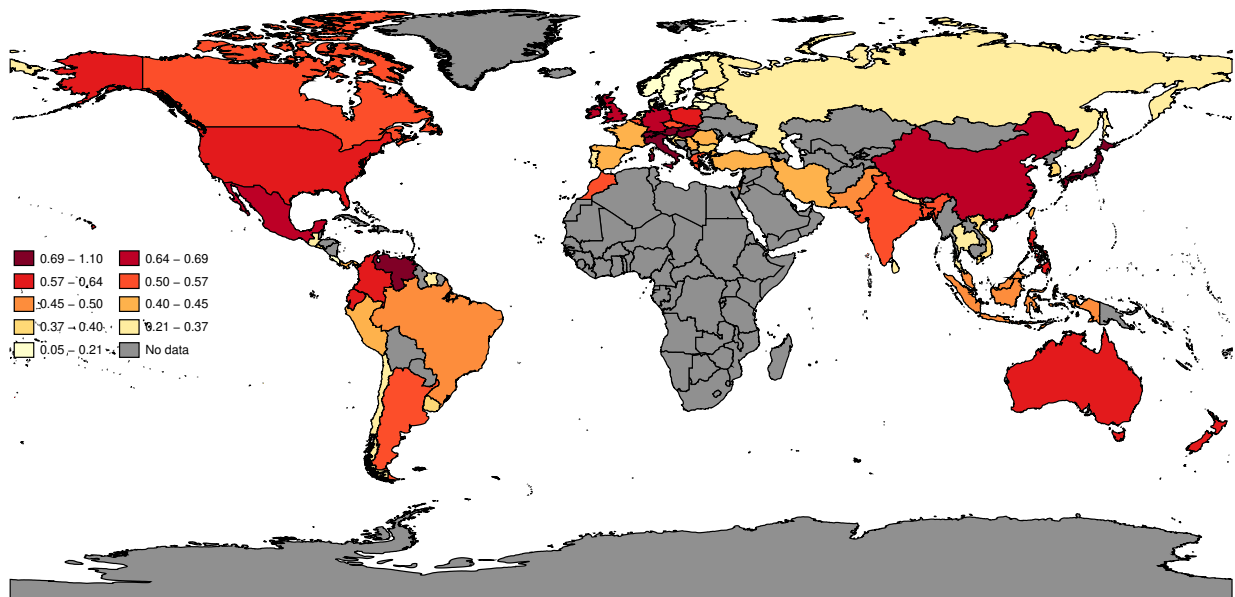 0.69 – 1.10 0.64 – 0.69
0.57 – 0.64 0.50 – 0.57
0.45 – 0.50 0.40 – 0.45
0.37 – 0.40 0.21 – 0.37
0.05 – 0.21 No data